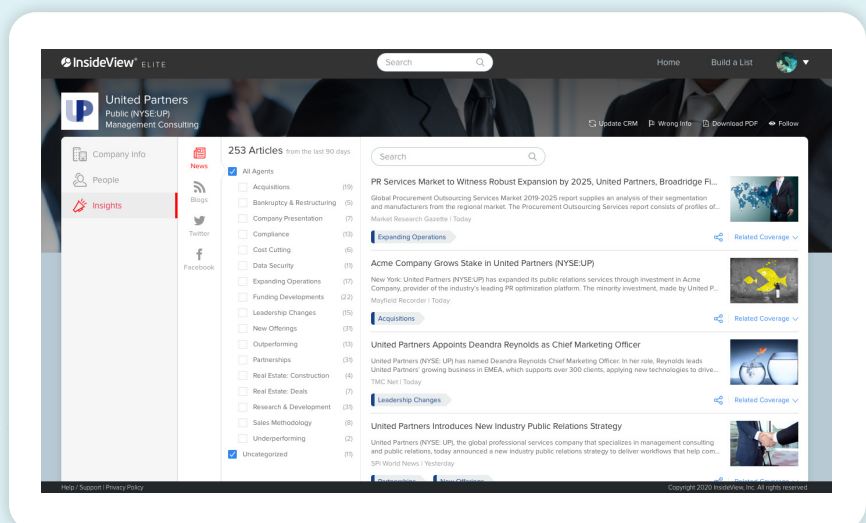 InsideView® ELITE
Search
Home
Build a List
UP
United Partners
Public (NYSE:UP)
Management Consulting
Update CRM
Wrong Info
Download PDF
Follow
Company Info
People
Insights
News
Blogs
Twitter
Facebook
253 Articles from the last 90 days
All Agents
Acquisitions (19)
Bankruptcy & Restructuring (5)
Company Presentation (7)
Compliance (13)
Cost Cutting (6)
Data Security (11)
Expanding Operations (17)
Funding Developments (22)
Leadership Changes (15)
New Offerings (31)
Outperforming (13)
Partnerships (31)
Real Estate: Construction (4)
Real Estate: Deals (7)
Research & Development (31)
Sales Methodology (8)
Underperforming (2)
Uncategorized (11)
Search
PR Services Market to Witness Robust Expansion by 2025, United Partners, Broadridge Fi...
Global Procurement Outsourcing Services Market 2019-2025 report supplies an analysis of their segmentation
and manufacturers from the regional market. The Procurement Outsourcing Services report consists of profiles of...
Market Research Gazette | Today
Expanding Operations
Related Coverage
Acme Company Grows Stake in United Partners (NYSE:UP)
New York: United Partners (NYSE:UP) has expanded its public relations services through investment in Acme
Company, provider of the industry's leading PR optimization platform. The minority investment, made by United P...
Mayfield Recorder | Today
Acquisitions
Related Coverage
United Partners Appoints Deandra Reynolds as Chief Marketing Officer
United Partners (NYSE: UP) has named Deandra Reynolds Chief Marketing Officer. In her role, Reynolds leads
United Partners' growing business in EMEA, which supports over 300 clients, applying new technologies to drive...
TMC Net | Today
Leadership Changes
Related Coverage
United Partners Introduces New Industry Public Relations Strategy
United Partners (NYSE: UP), the global professional services company that specializes in management consulting
and public relations, today announced a new industry public relations strategy to deliver workflows that help com...
SPi World News | Yesterday
Partnerships
New Offerings
Related Coverage
Help / Support | Privacy Policy
Copyright 2020 InsideView, Inc. All rights reserved